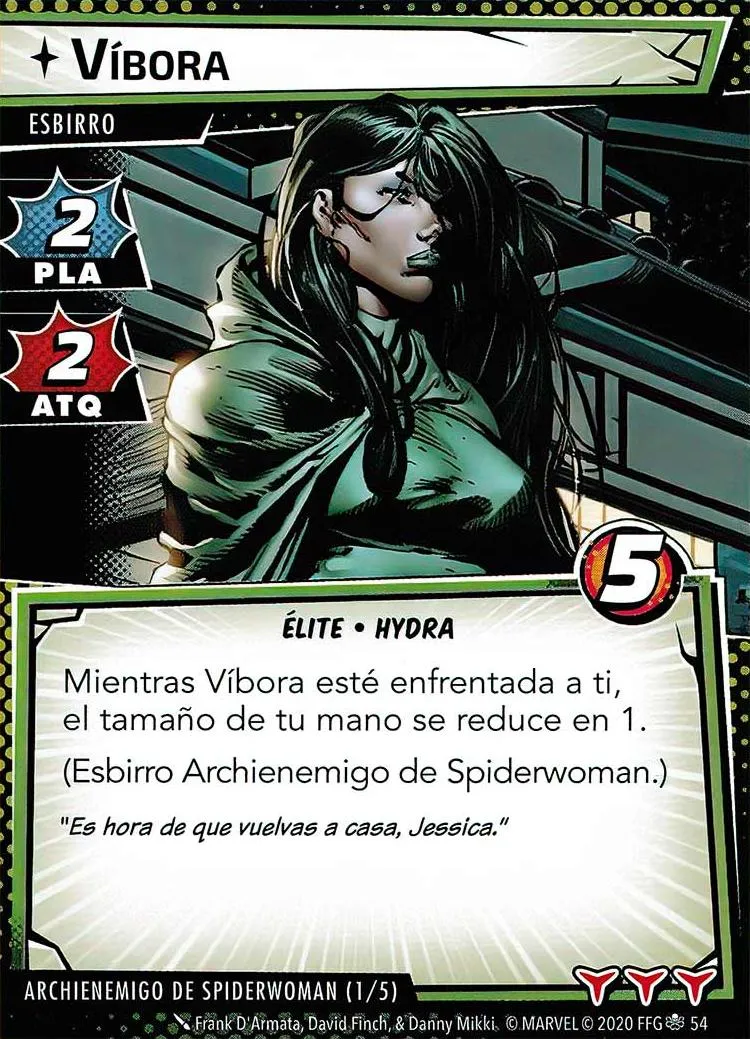 VÍBORA
ESBIRRO
2
PLA
2
ATQ
5
ÉLITE • HYDRA
Mientras Víbora esté enfrentada a ti,
el tamaño de tu mano se reduce en 1.
(Esbirro Archienemigo de Spiderwoman.)
"Es hora de que vuelvas a casa, Jessica."
ARCHIENEMIGO DE SPIDERWOMAN (1/5)
Frank D'Armata, David Finch, & Danny Mikki. © MARVEL © 2020 FFG 54